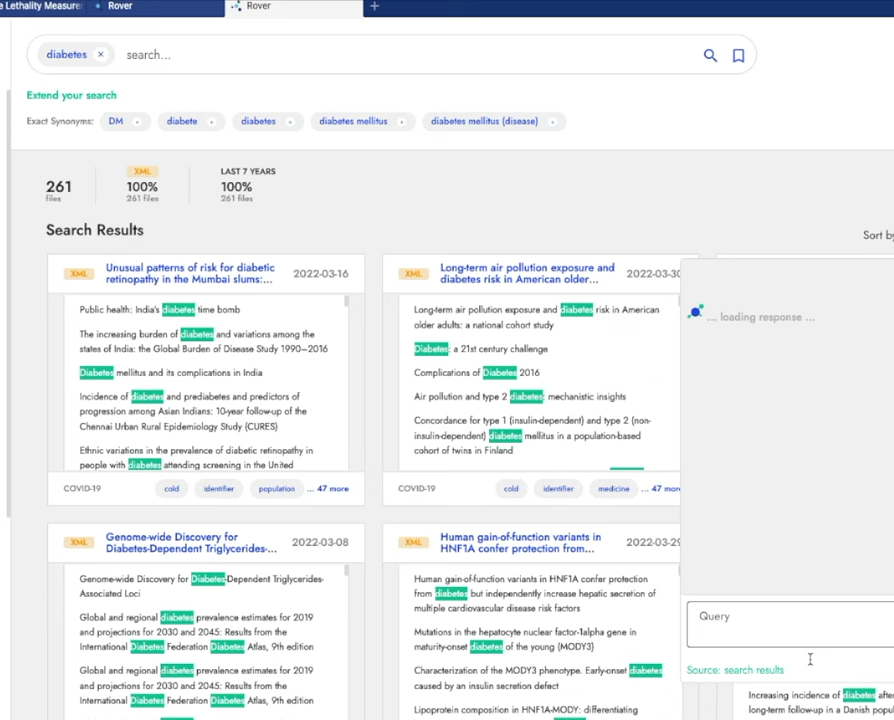 e Lethality Measure
Rover
Rover
+
diabetes × search...
Extend your search
Exact Synonyms: DM + diabete + diabetes + diabetes mellitus + diabetes mellitus (disease) +
261
files
XML
100%
261 files
LAST 7 YEARS
100%
261 files
Search Results
Sort by
XML
Unusual patterns of risk for diabetic
retinopathy in the Mumbai slums:...
2022-03-16
Public health: India's diabetes time bomb
The increasing burden of diabetes and variations among the
states of India: the Global Burden of Disease Study 1990–2016
Diabetes mellitus and its complications in India
Incidence of diabetes and prediabetes and predictors of
progression among Asian Indians: 10-year follow-up of the
Chennai Urban Rural Epidemiology Study (CURES)
Ethnic variations in the prevalence of diabetic retinopathy in
people with diabetes attending screening in the United
COVID-19 cold identifier population ... 47 more
XML
Long-term air pollution exposure and
diabetes risk in American older...
2022-03-30
Long-term air pollution exposure and diabetes risk in American
older adults: a national cohort study
Diabetes: a 21st century challenge
Complications of Diabetes 2016
Air pollution and type 2 diabetes: mechanistic insights
Concordance for type 1 (insulin-dependent) and type 2 (non-
insulin-dependent) diabetes mellitus in a population-based
cohort of twins in Finland
COVID-19 cold identifier medicine ... 47 more
... loading response ...
Query
Source: search results
XML
Genome-wide Discovery for
Diabetes-Dependent Triglycerides-...
2022-03-08
Genome-wide Discovery for Diabetes-Dependent Triglycerides-
Associated Loci
Global and regional diabetes prevalence estimates for 2019
and projections for 2030 and 2045: Results from the
International Diabetes Federation Diabetes Atlas, 9th edition
Global and regional diabetes prevalence estimates for 2019
and projections for 2030 and 2045: Results from the
International Diabetes Federation Diabetes Atlas, 9th edition
XML
Human gain-of-function variants in
HNF1A confer protection from...
2022-03-29
Human gain-of-function variants in HNF1A confer protection
from diabetes but independently increase hepatic secretion of
multiple cardiovascular disease risk factors
Mutations in the hepatocyte nuclear factor-1alpha gene in
maturity-onset diabetes of the young (MODY3)
Characterization of the MODY3 phenotype. Early-onset diabetes
caused by an insulin secretion defect
Lipoprotein composition in HNF1A-MODY: differentiating
Increasing incidence of diabetes afte
long-term follow-up in a Danish popu